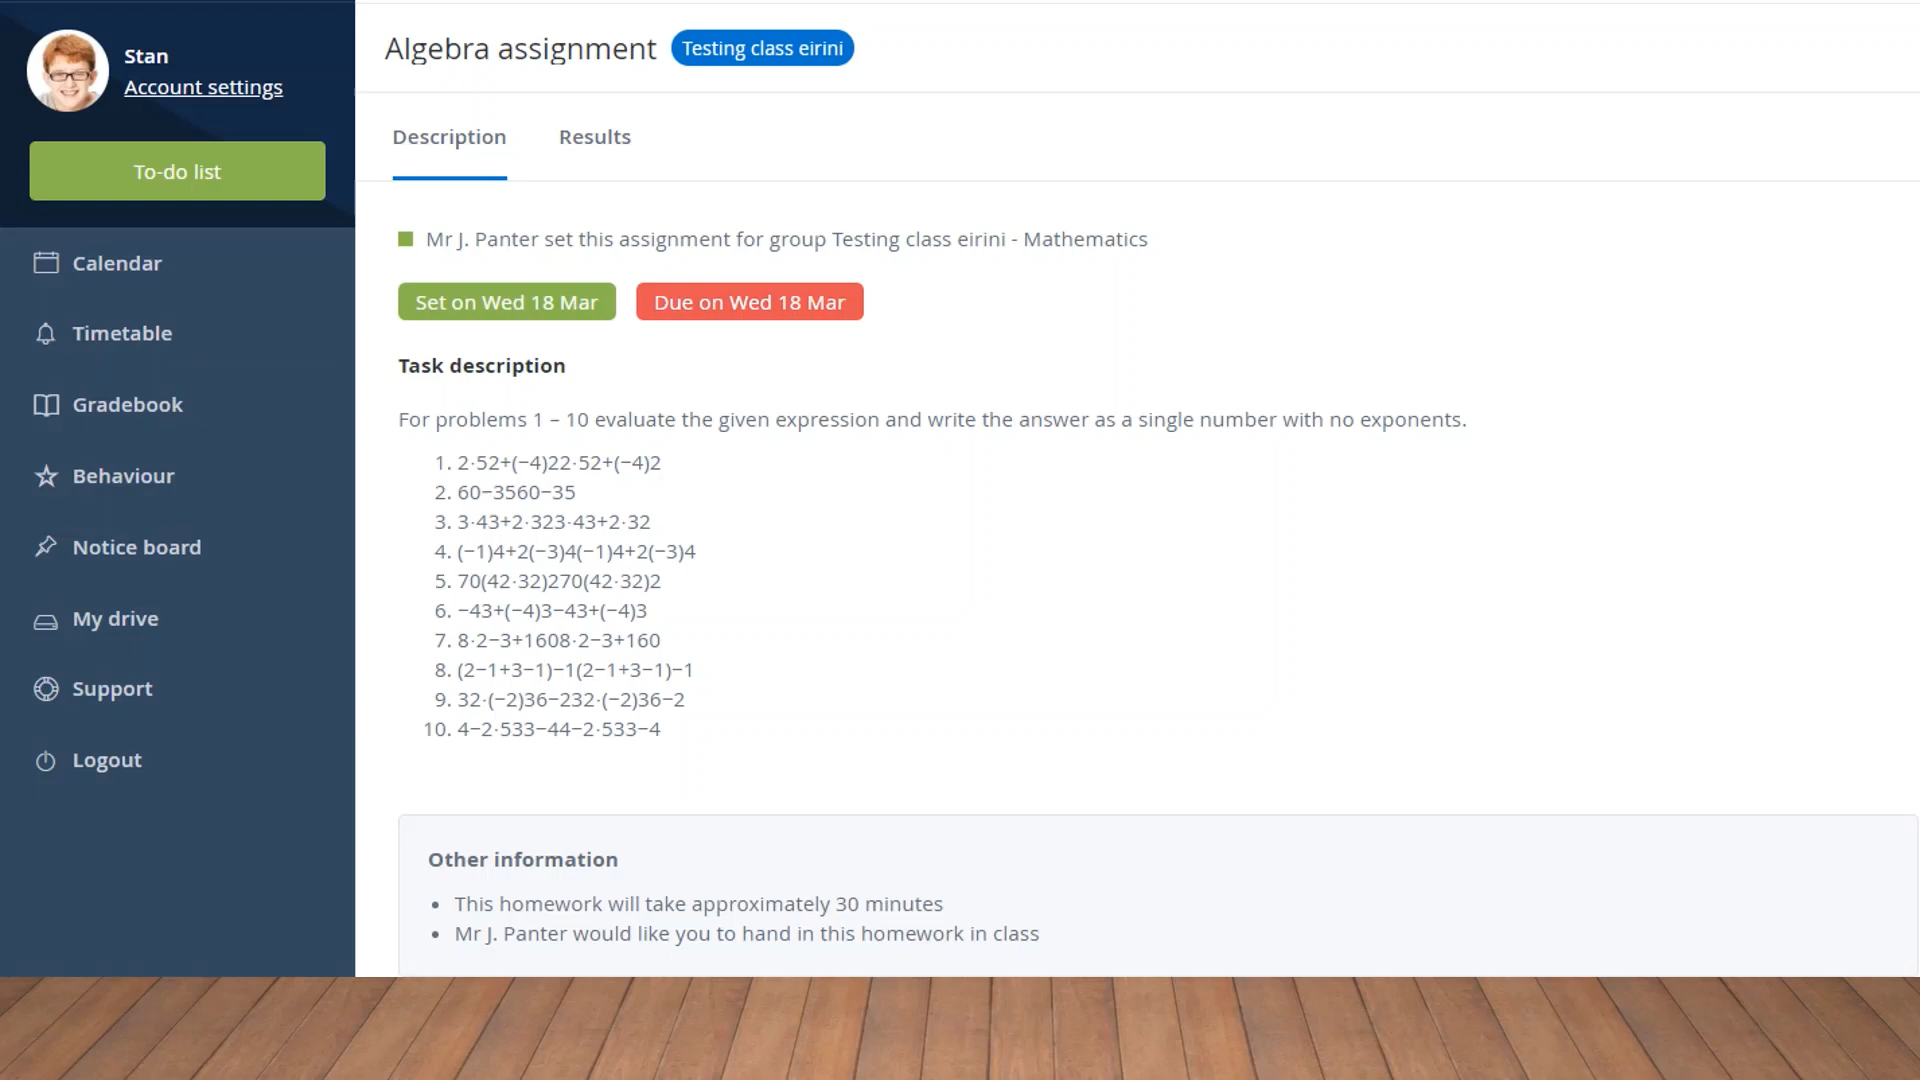 Stan
Account settings
To-do list
Calendar
Timetable
Gradebook
Behaviour
Notice board
My drive
Support
Logout
Algebra assignment
Testing class eirini
Description
Results
Mr J. Panter set this assignment for group Testing class eirini - Mathematics
Set on Wed 18 Mar
Due on Wed 18 Mar
Task description
For problems 1 – 10 evaluate the given expression and write the answer as a single number with no exponents.
1. 2·52+(−4)22·52+(−4)2
2. 60−3560−35
3. 3·43+2·323·43+2·32
4. (−1)4+2(−3)4(−1)4+2(−3)4
5. 70(42·32)270(42·32)2
6. −43+(−4)3−43+(−4)3
7. 8·2−3+1608·2−3+160
8. (2−1+3−1)−1(2−1+3−1)−1
9. 32·(−2)36−232·(−2)36−2
10. 4−2·533−44−2·533−4
Other information
• This homework will take approximately 30 minutes
• Mr J. Panter would like you to hand in this homework in class